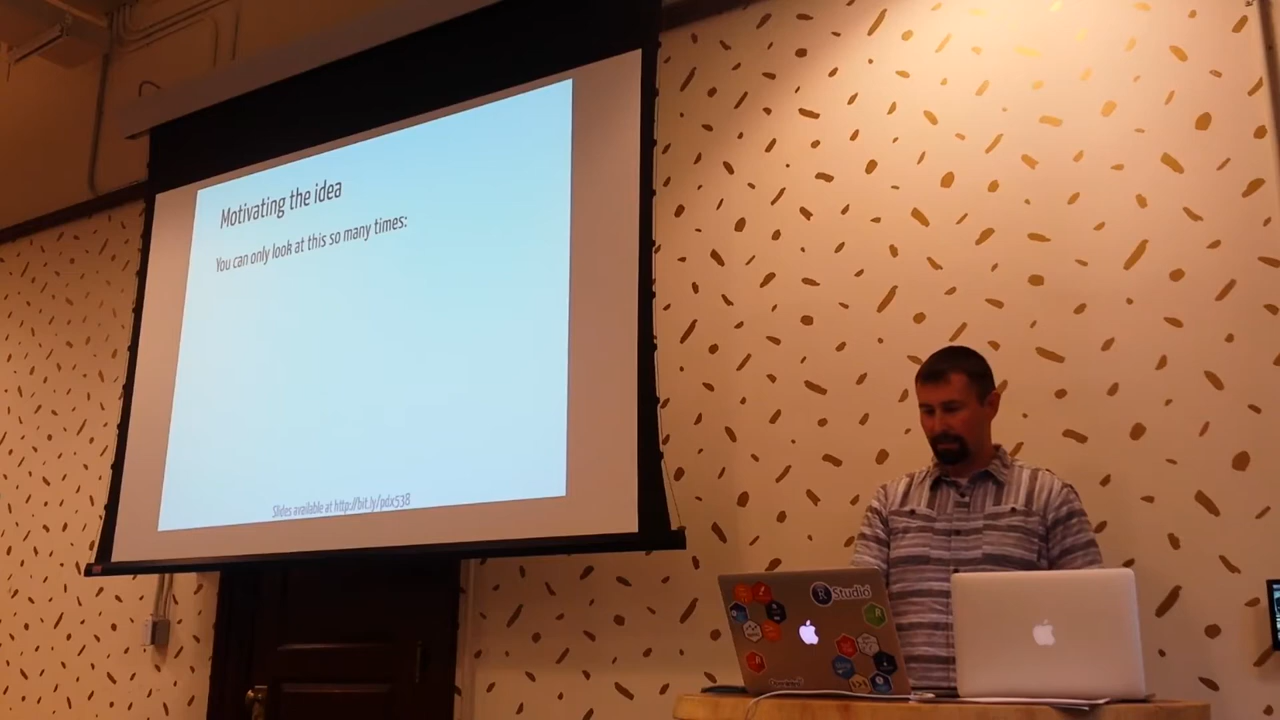 Motivating the idea
You can only look at this so many times:
Slides available at http://bit.ly/pdx538
R Studio